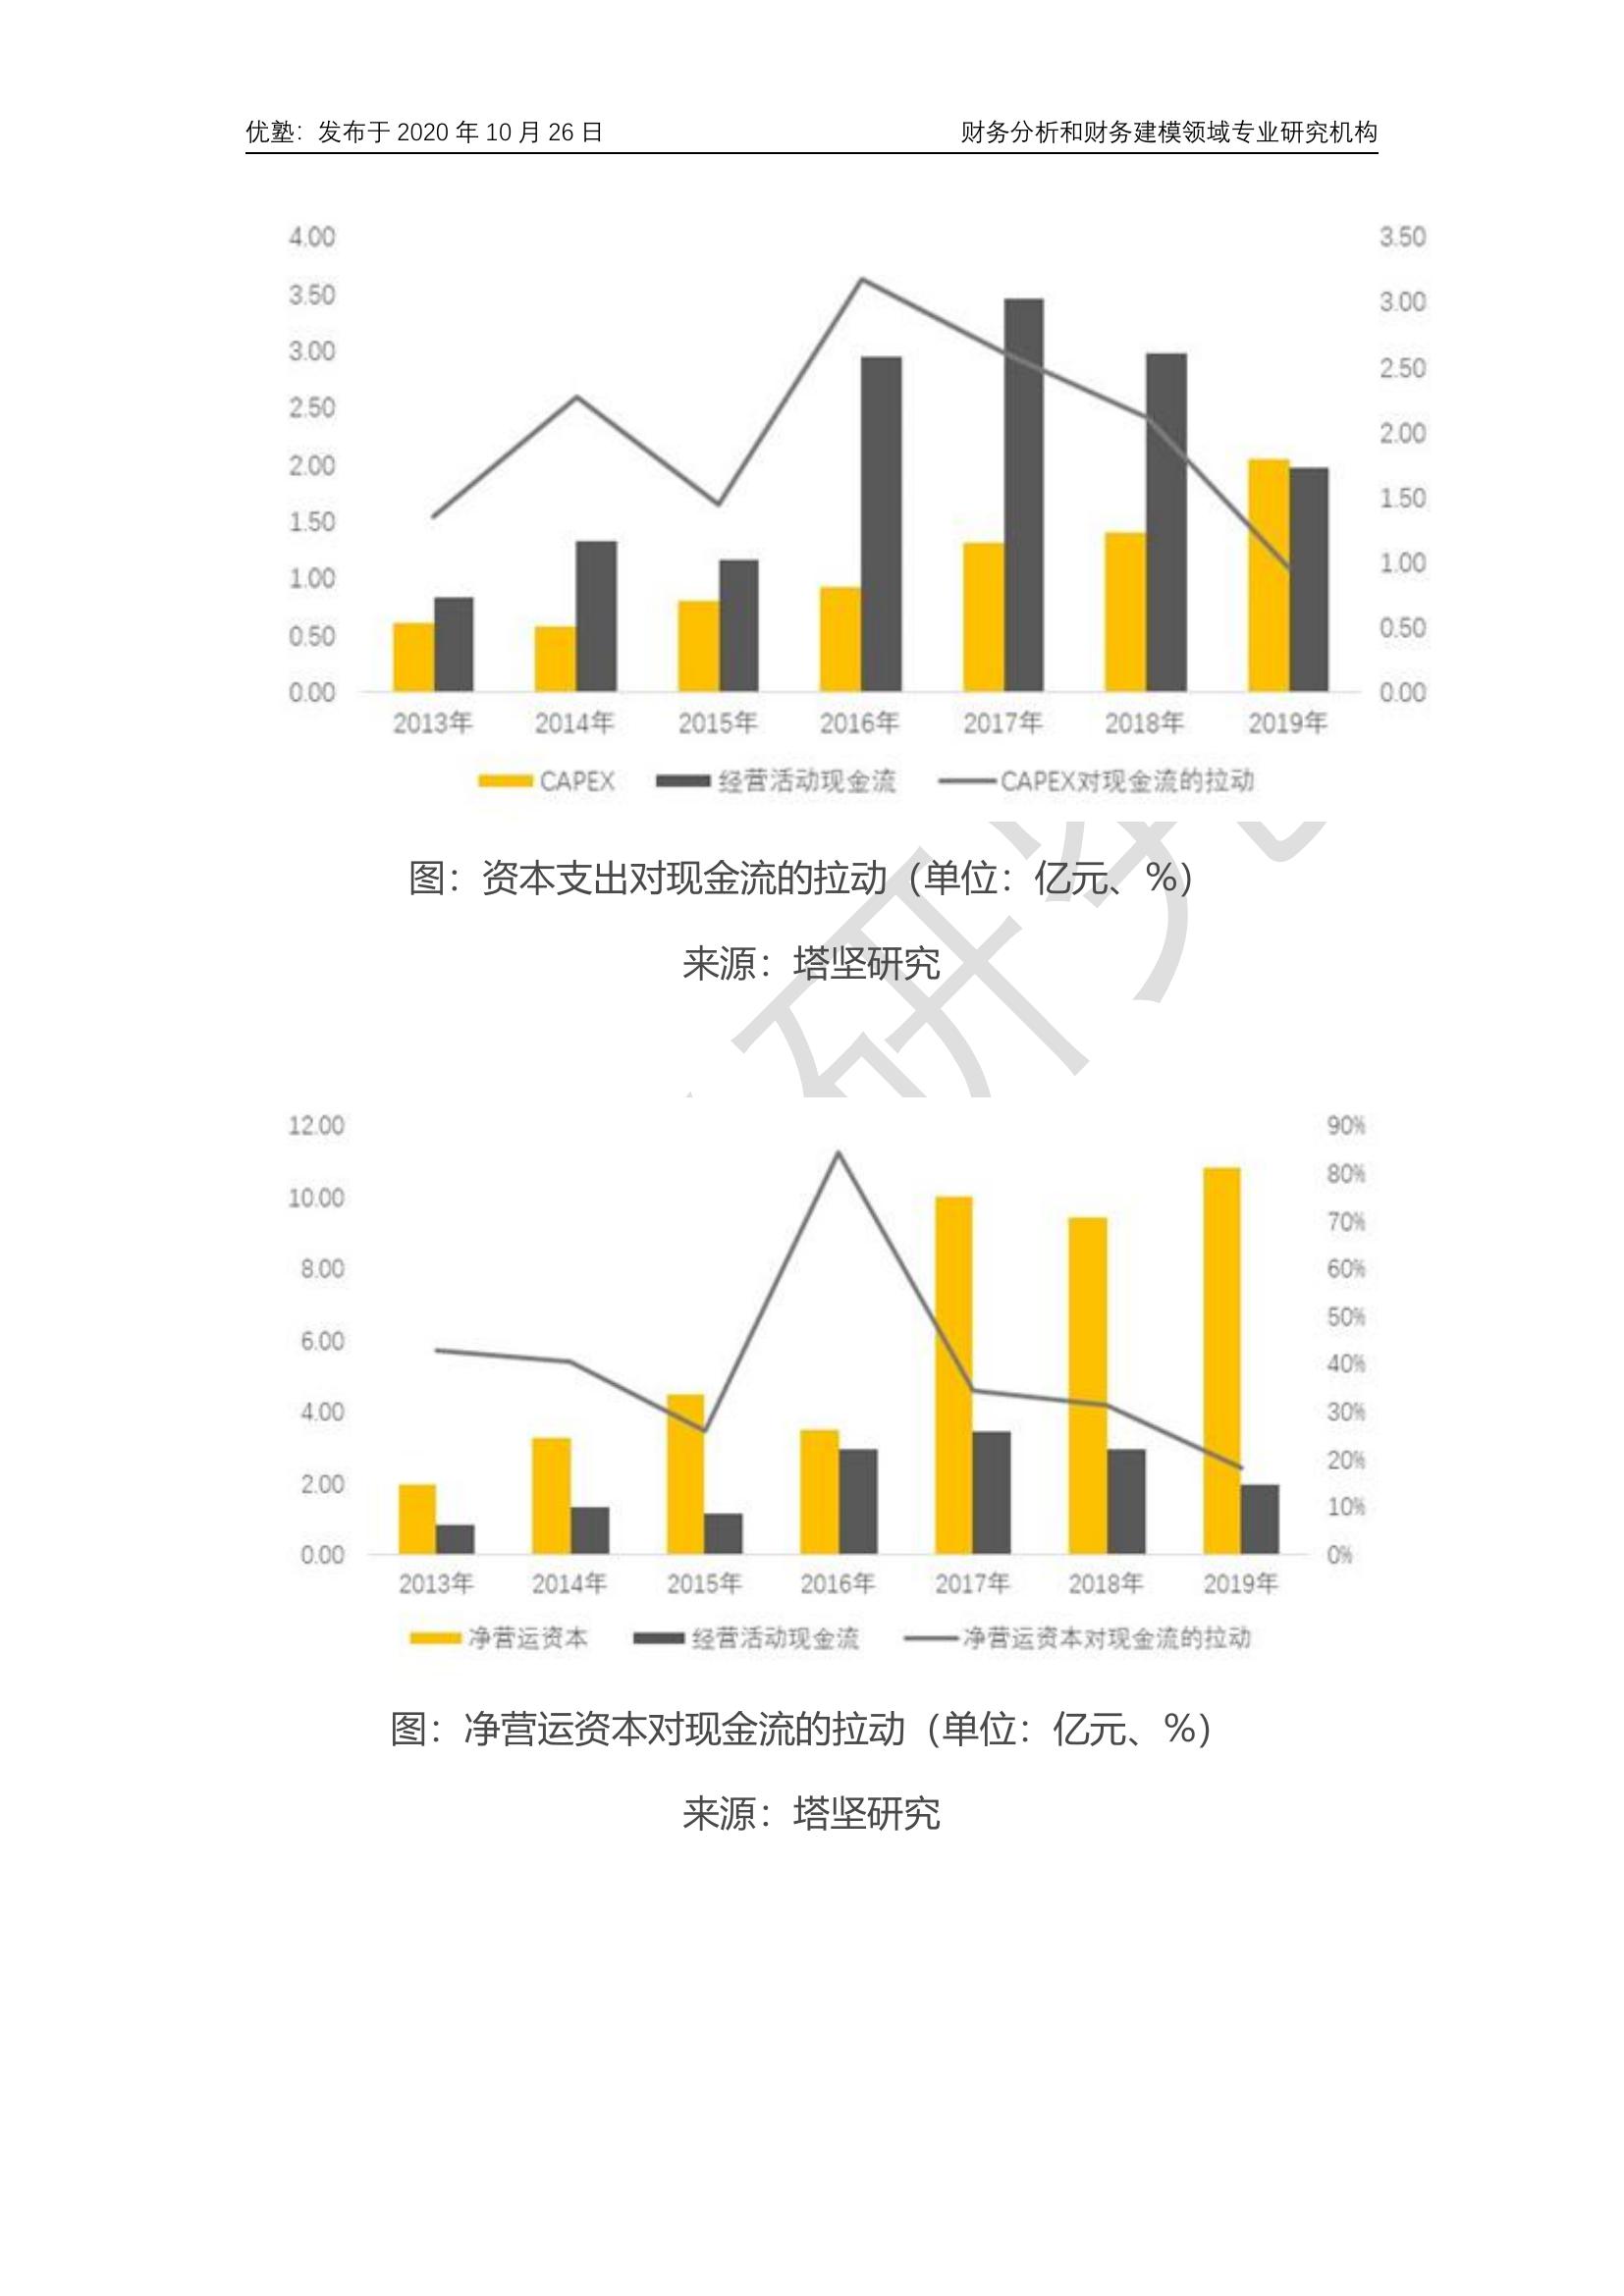 优塾：发布于 2020 年 10 月 26 日 财务分析和财务建模领域专业研究机构
4.00 3.50
3.50 3.00
3.00 2.50
2.50 2.00
2.00 1.50
1.50 1.00
1.00 0.50
0.50 0.00
0.00
2013年 2014年 2015年 2016年 2017年 2018年 2019年
CAPEX 经营活动现金流 CAPEX对现金流的拉动
图：资本支出对现金流的拉动（单位：亿元、%）
来源：塔坚研究
研究
12.00 90%
10.00 80%
8.00 70%
6.00 60%
4.00 50%
2.00 40%
0.00 30%
20%
10%
0%
2013年 2014年 2015年 2016年 2017年 2018年 2019年
净营运资本 经营活动现金流 净营运资本对现金流的拉动
图：净营运资本对现金流的拉动（单位：亿元、%）
来源：塔坚研究